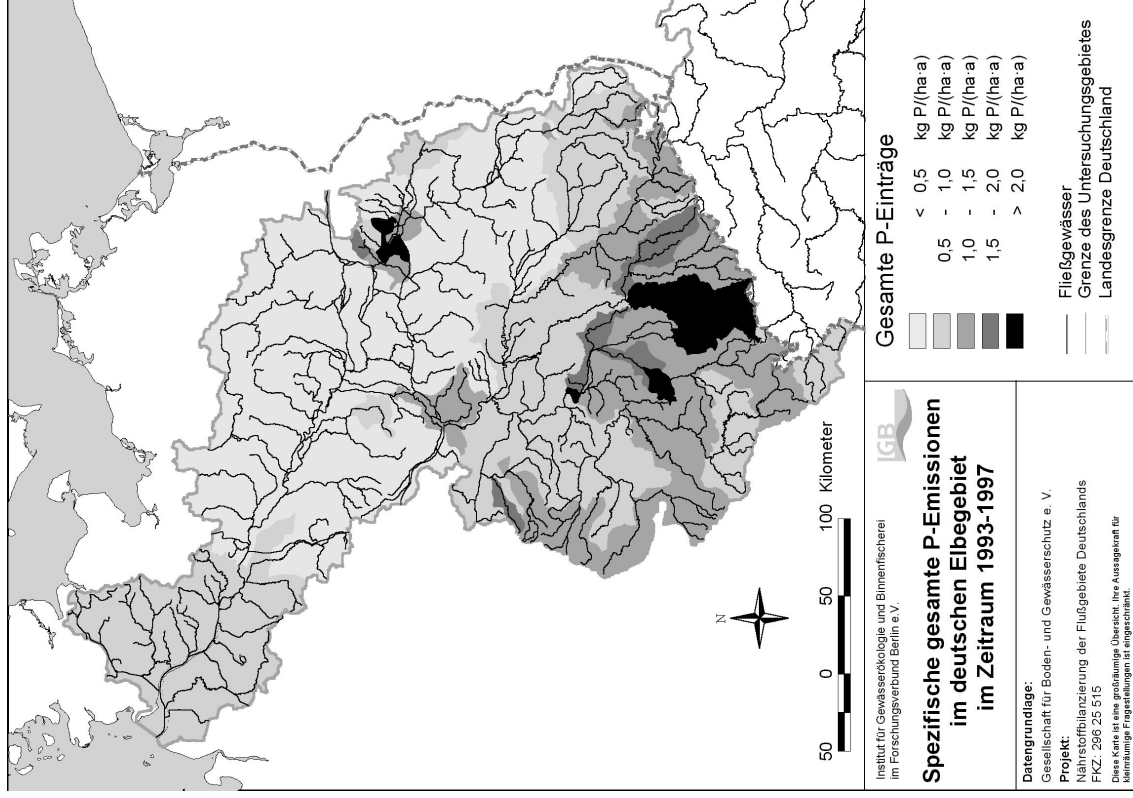 N
50 0 50 100 Kilometer
Institut für Gewässerökologie und Binnenfischerei
im Forschungsverbund Berlin e.V.
IGB
Spezifische gesamte P-Emissionen
im deutschen Elbegebiet
im Zeitraum 1993-1997
Datengrundlage:
Gesellschaft für Boden- und Gewässerschutz e. V.
Projekt:
Nährstoffbilanzierung der Flußgebiete Deutschlands
FKZ: 296 25 515
Diese Karte ist eine großräumige Übersicht. Ihre Aussagekraft für
kleinräumige Fragestellungen ist eingeschränkt.
Gesamte P-Einträge
< 0,5 kg P/(ha·a)
0,5 - 1,0 kg P/(ha·a)
1,0 - 1,5 kg P/(ha·a)
1,5 - 2,0 kg P/(ha·a)
> 2,0 kg P/(ha·a)
Fließgewässer
Grenze des Untersuchungsgebietes
Landesgrenze Deutschland